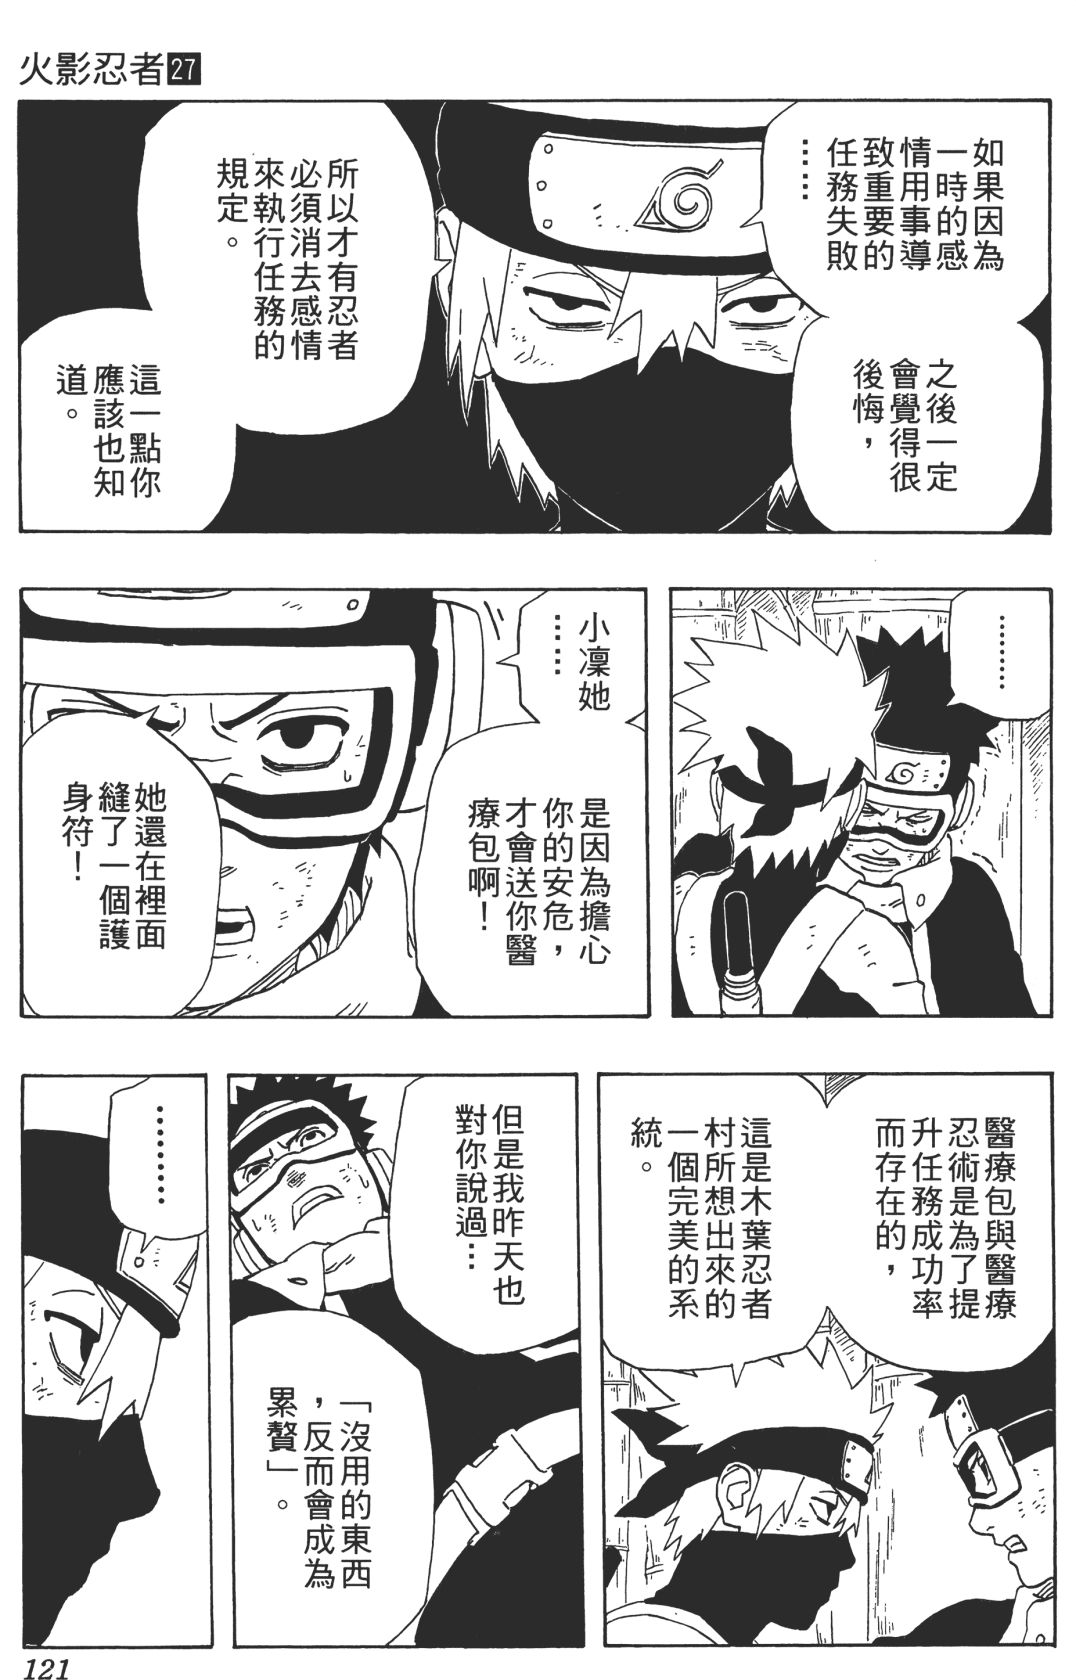 火影忍者27
如果因為
一時的感
情用事導
致重要的
任務失敗
……
之後一定
會覺得很
後悔，
所以才有忍者
必須消去感情
來執行任務的
規定。
這一點你
應該也知
道。
………
小凜她
……
是因為擔心
你的安危，
才會送你醫
療包啊！
她還在裡面
縫了一個護
身符！
醫療包與醫療
忍術是為了提
升任務成功率
而存在的，
這是木葉忍者
村所想出來的
一個完美的系
統。
但是我昨天也
對你說過…
「沒用的東西
，反而會成為
累贅」。
………
121